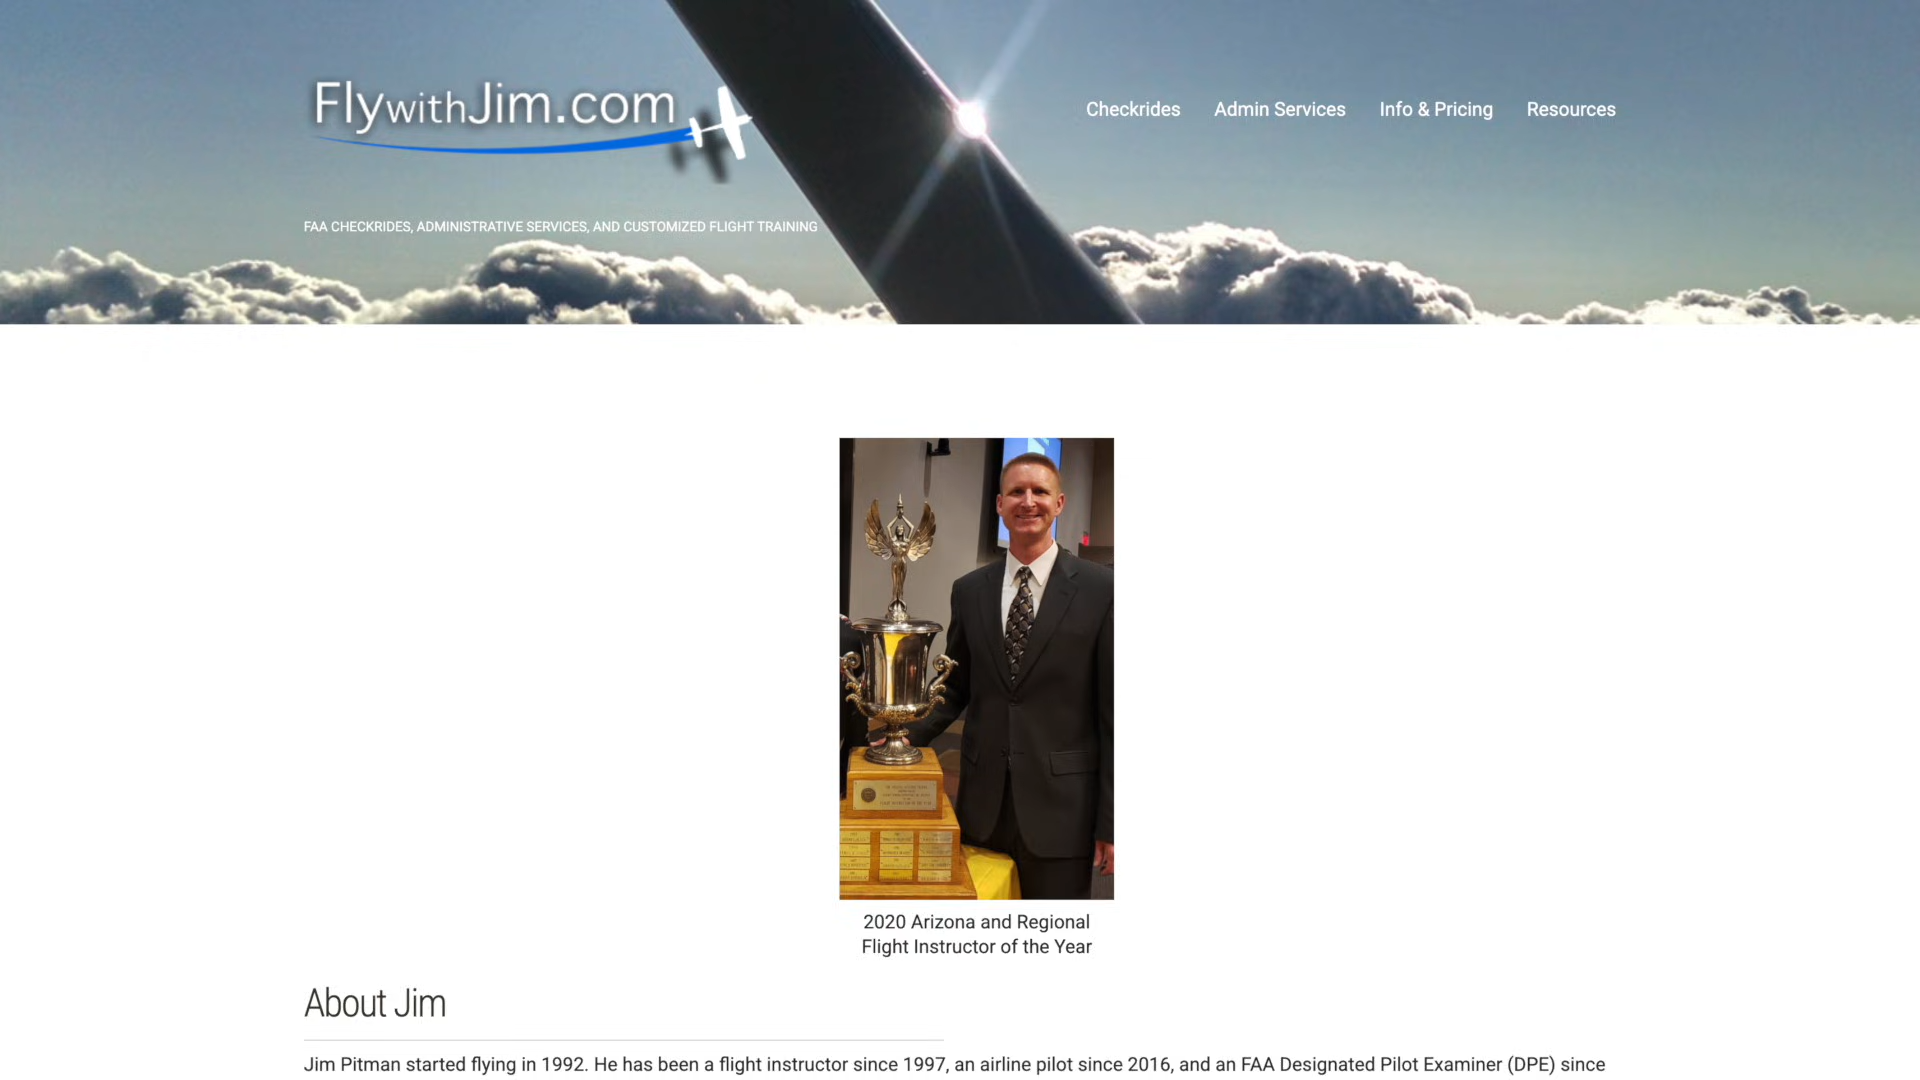 FlywithJim.com
Checkrides
Admin Services
Info & Pricing
Resources
FAA CHECKRIDES, ADMINISTRATIVE SERVICES, AND CUSTOMIZED FLIGHT TRAINING
2020 Arizona and Regional
Flight Instructor of the Year
About Jim
Jim Pitman started flying in 1992. He has been a flight instructor since 1997, an airline pilot since 2016, and an FAA Designated Pilot Examiner (DPE) since